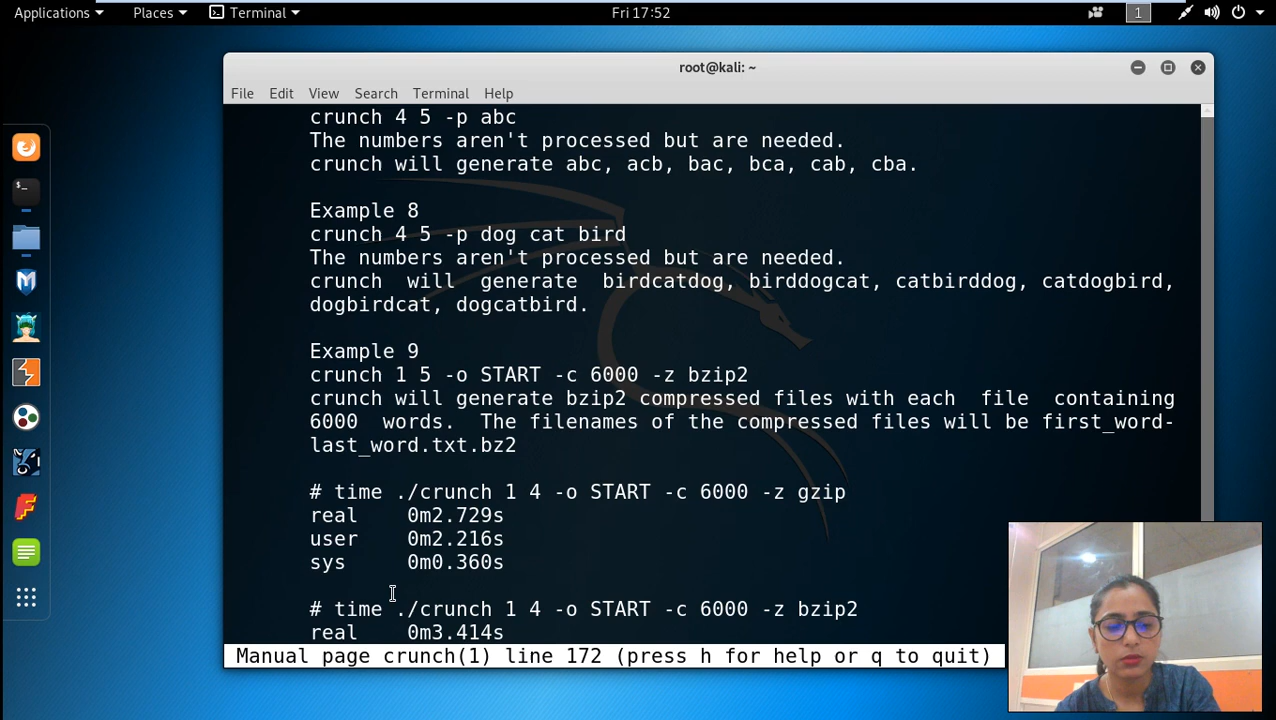 Applications Places Terminal Fri 17:52 1
root@kali: ~
File Edit View Search Terminal Help
crunch 4 5 -p abc
The numbers aren't processed but are needed.
crunch will generate abc, acb, bac, bca, cab, cba.
Example 8
crunch 4 5 -p dog cat bird
The numbers aren't processed but are needed.
crunch will generate birdcatdog, birddogcat, catbirddog, catdogbird,
dogbirdcat, dogcatbird.
Example 9
crunch 1 5 -o START -c 6000 -z bzip2
crunch will generate bzip2 compressed files with each file containing
6000 words. The filenames of the compressed files will be first_word-
last_word.txt.bz2
# time ./crunch 1 4 -o START -c 6000 -z gzip
real 0m2.729s
user 0m2.216s
sys 0m0.360s
# time ./crunch 1 4 -o START -c 6000 -z bzip2
real 0m3.414s
Manual page crunch(1) line 172 (press h for help or q to quit)